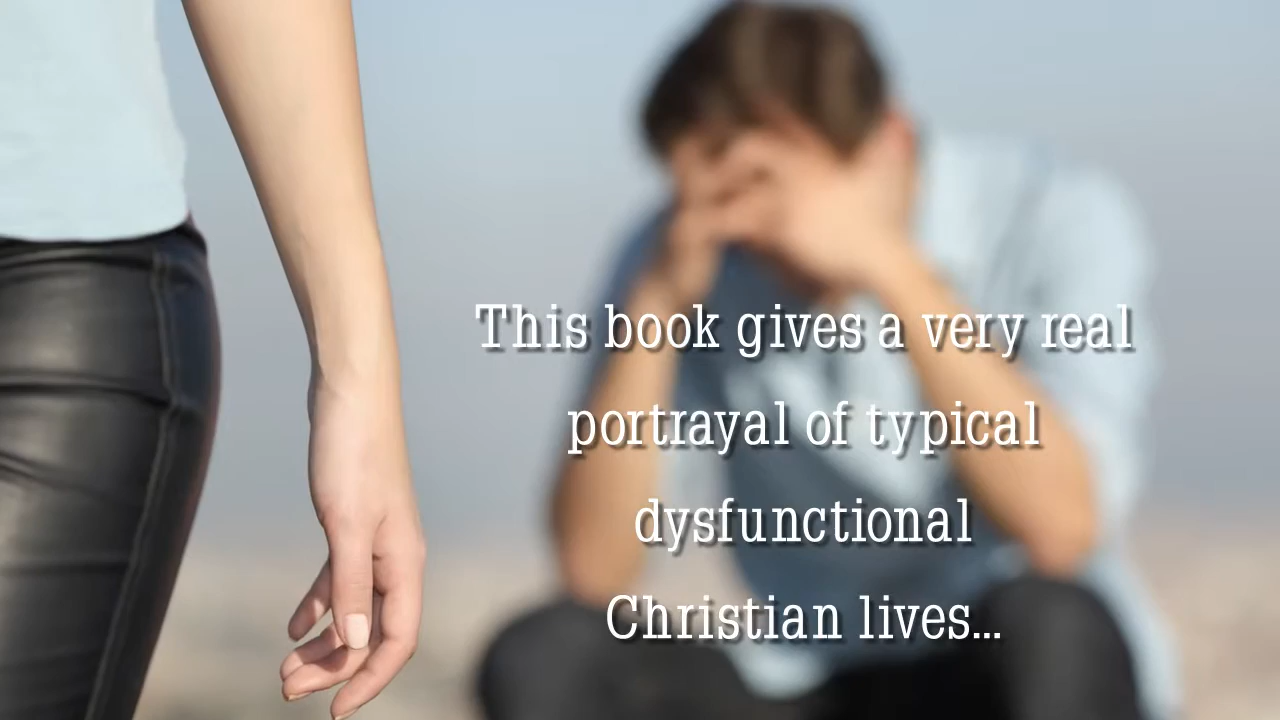 This book gives a very real
portrayal of typical
dysfunctional
Christian lives...